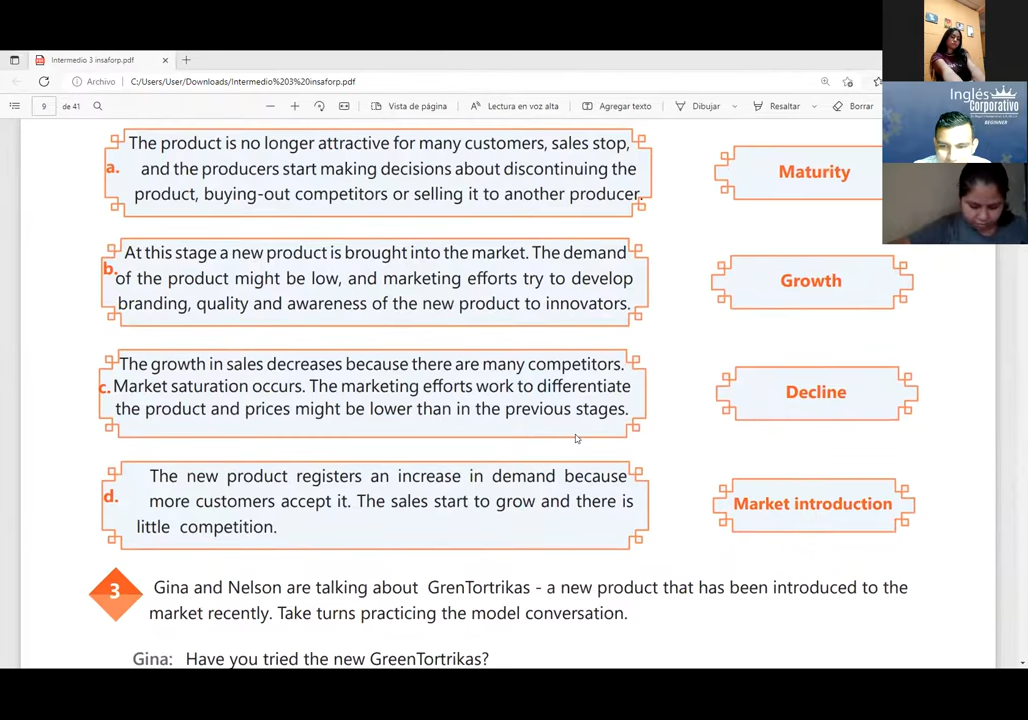 Intermedio 3 insaforp.pdf
Archivo
C:/Users/User/Downloads/Intermedio%203%20insaforp.pdf
9 de 41
Vista de página
Lectura en voz alta
Agregar texto
Dibujar
Resaltar
Borrar
Inglés
Corporativo
BEGINNER
a. The product is no longer attractive for many customers, sales stop,
and the producers start making decisions about discontinuing the
product, buying-out competitors or selling it to another producer.
Maturity
b. At this stage a new product is brought into the market. The demand
of the product might be low, and marketing efforts try to develop
branding, quality and awareness of the new product to innovators.
Growth
c. The growth in sales decreases because there are many competitors.
Market saturation occurs. The marketing efforts work to differentiate
the product and prices might be lower than in the previous stages.
Decline
d. The new product registers an increase in demand because
more customers accept it. The sales start to grow and there is
little competition.
Market introduction
3 Gina and Nelson are talking about GrenTortrikas - a new product that has been introduced to the
market recently. Take turns practicing the model conversation.
Gina: Have you tried the new GreenTortrikas?